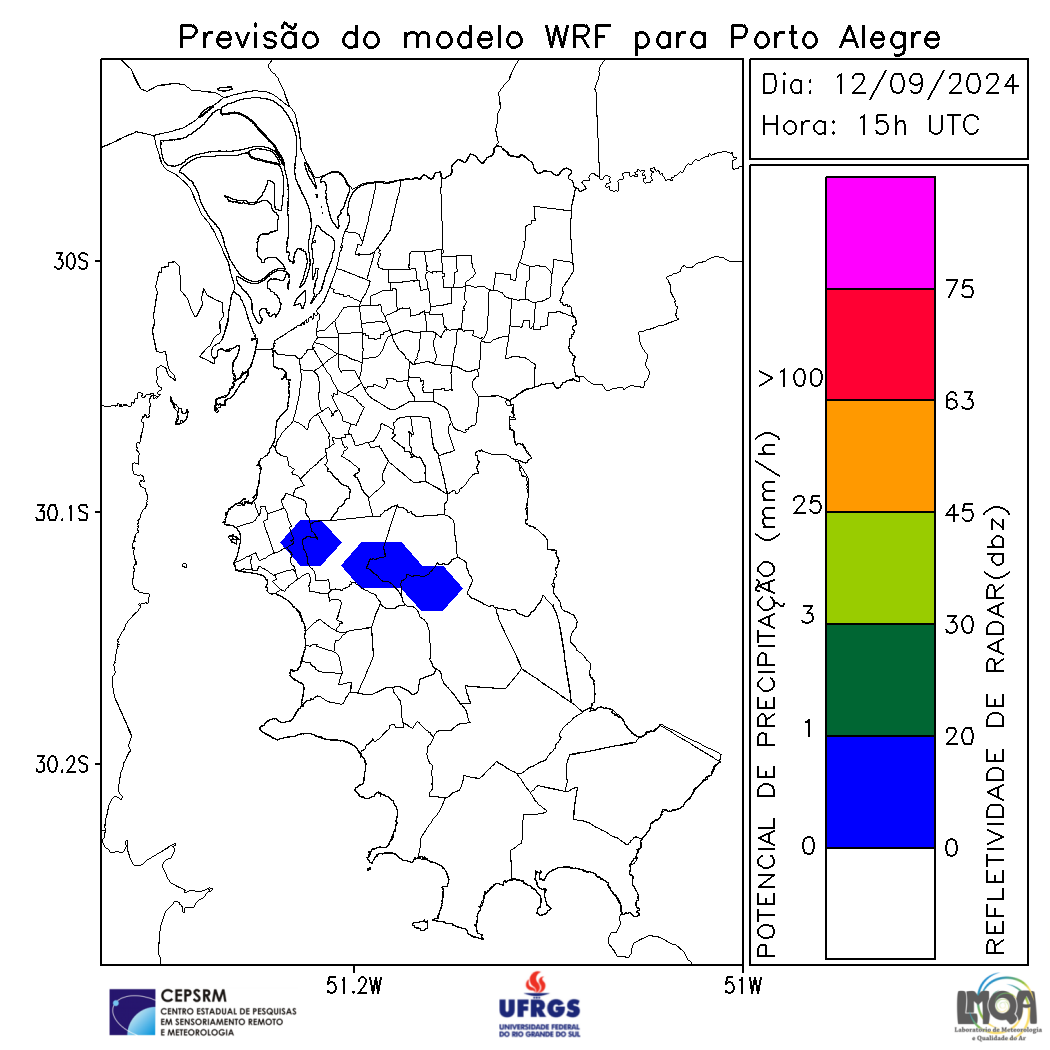 Previsão do modelo WRF para Porto Alegre
Dia: 12/09/2024
Hora: 15h UTC
30S
30.1S
30.2S
51.2W
51W
POTENCIAL DE PRECIPITAÇÃO (mm/h)
>100
25
3
1
0
75
63
45
30
20
0
REFLETIVIDADE DE RADAR(dbz)
CEPSRM
CENTRO ESTADUAL DE PESQUISAS
EM SENSORIAMENTO REMOTO
E METEOROLOGIA
UFRGS
UNIVERSIDADE FEDERAL
DO RIO GRANDE DO SUL
LMQA
Laboratório de Meteorologia
e Qualidade do Ar